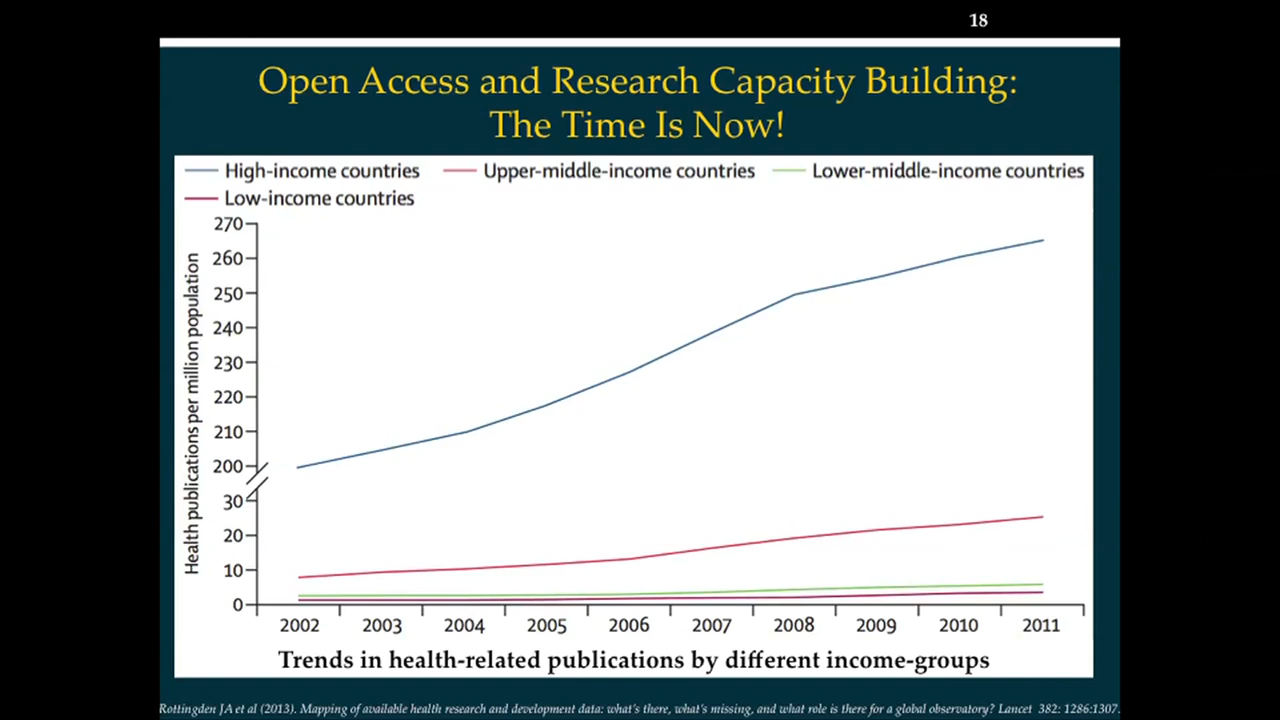 18
Open Access and Research Capacity Building:
The Time Is Now!
High-income countries
Upper-middle-income countries
Lower-middle-income countries
Low-income countries
Health publications per million population
270
260
250
240
230
220
210
200
30
20
10
0
2002 2003 2004 2005 2006 2007 2008 2009 2010 2011
Trends in health-related publications by different income-groups
Rottingden JA et al (2013). Mapping of available health research and development data: what's there, what's missing, and what role is there for a global observatory? Lancet 382: 1286:1307.